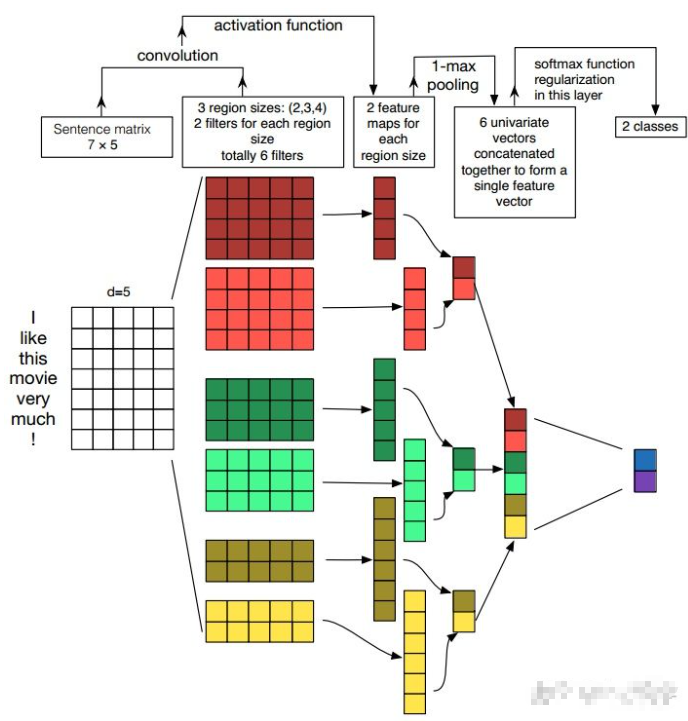 activation function
convolution
1-max
pooling
softmax function
regularization
in this layer
Sentence matrix
7 × 5
3 region sizes: (2,3,4)
2 filters for each region
size
totally 6 filters
2 feature
maps for
each
region size
6 univariate
vectors
concatenated
together to form a
single feature
vector
2 classes
d=5
I
like
this
movie
very
much
!